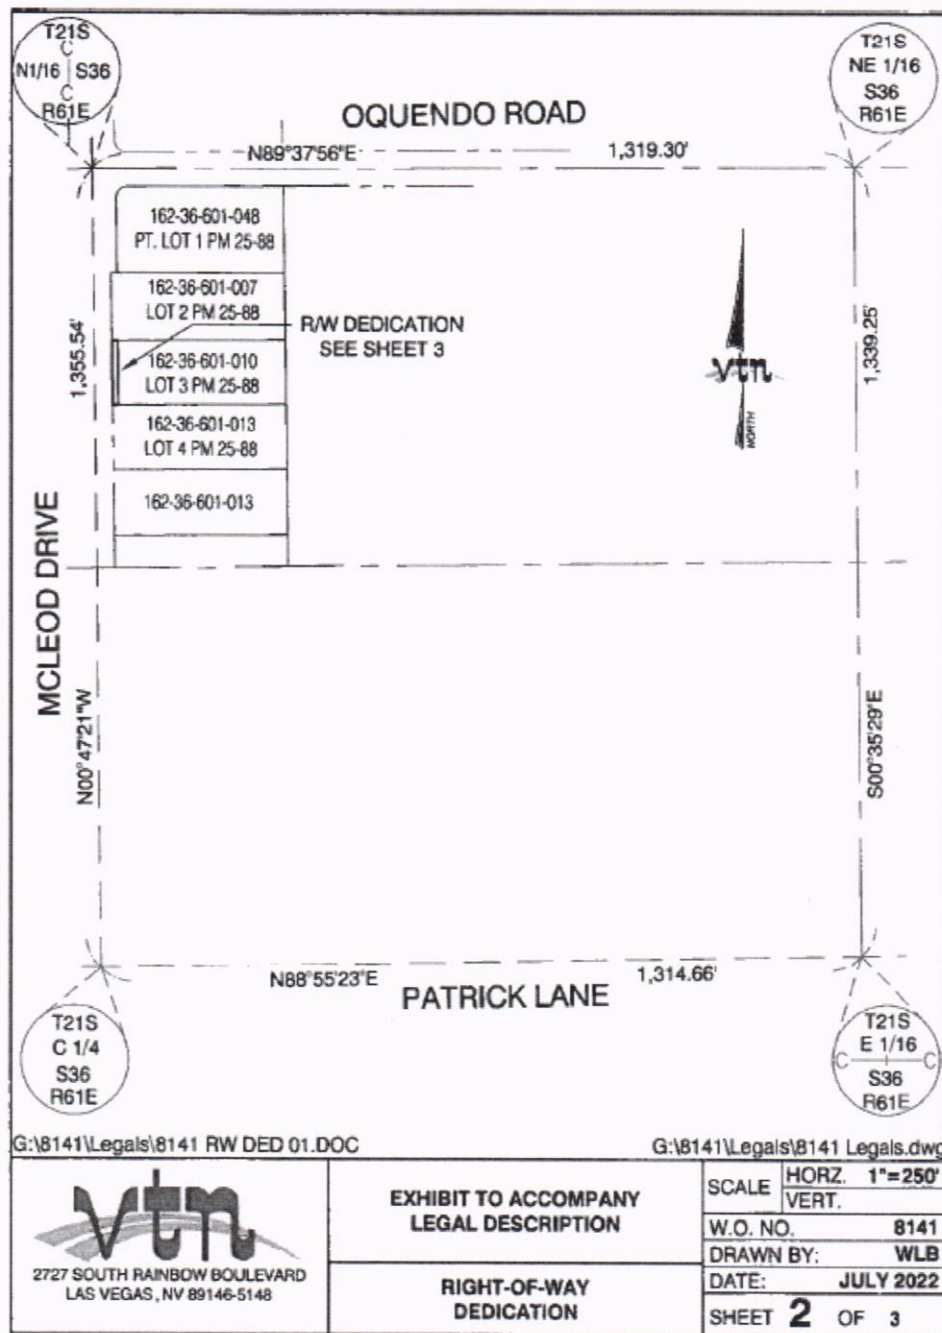 T21S
C
N1/16 S36
C
R61E
T21S
NE 1/16
S36
R61E
OQUENDO ROAD
N89°37'56"E
1,319.30'
162-36-601-048
PT. LOT 1 PM 25-88
162-36-601-007
LOT 2 PM 25-88
R/W DEDICATION
SEE SHEET 3
162-36-601-010
LOT 3 PM 25-88
162-36-601-013
LOT 4 PM 25-88
162-36-601-013
1,355.54'
1,339.25'
vtn
NORTH
MCLEOD DRIVE
N00°47'21"W
S00°35'29"E
N88°55'23"E
1,314.66'
PATRICK LANE
T21S
C 1/4
S36
R61E
T21S
E 1/16
C C
S36
R61E
G:\8141\Legals\8141 RW DED 01.DOC
G:\8141\Legals\8141 Legals.dwg
vtn
2727 SOUTH RAINBOW BOULEVARD
LAS VEGAS, NV 89146-5148
EXHIBIT TO ACCOMPANY
LEGAL DESCRIPTION
RIGHT-OF-WAY
DEDICATION
SCALE HORZ. 1"=250'
VERT.
W.O. NO. 8141
DRAWN BY: WLB
DATE: JULY 2022
SHEET 2 OF 3